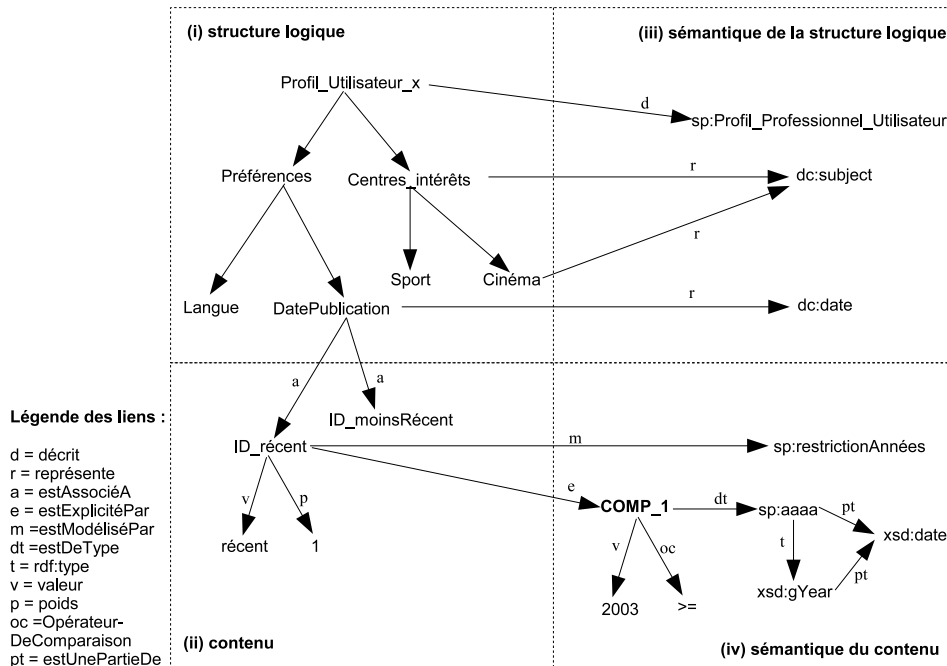 (i) structure logique
(iii) sémantique de la structure logique
Profil_Utilisateur_x
d
sp:Profil_Professionnel_Utilisateur
Préférences
Centres_intérêts
r
dc:subject
r
Sport
Cinéma
Langue
DatePublication
r
dc:date
a
a
ID_moinsRécent
ID_récent
m
sp:restrictionAnnées
e
v
p
récent
1
COMP_1
dt
sp:aaaa
pt
xsd:date
v
oc
t
pt
2003
>=
xsd:gYear
(ii) contenu
(iv) sémantique du contenu
Légende des liens :
d = décrit
r = représente
a = estAssociéA
e = estExplicitéPar
m =estModéliséPar
dt =estDeType
t = rdf:type
v = valeur
p = poids
oc =Opérateur-
DeComparaison
pt = estUnePartieDe